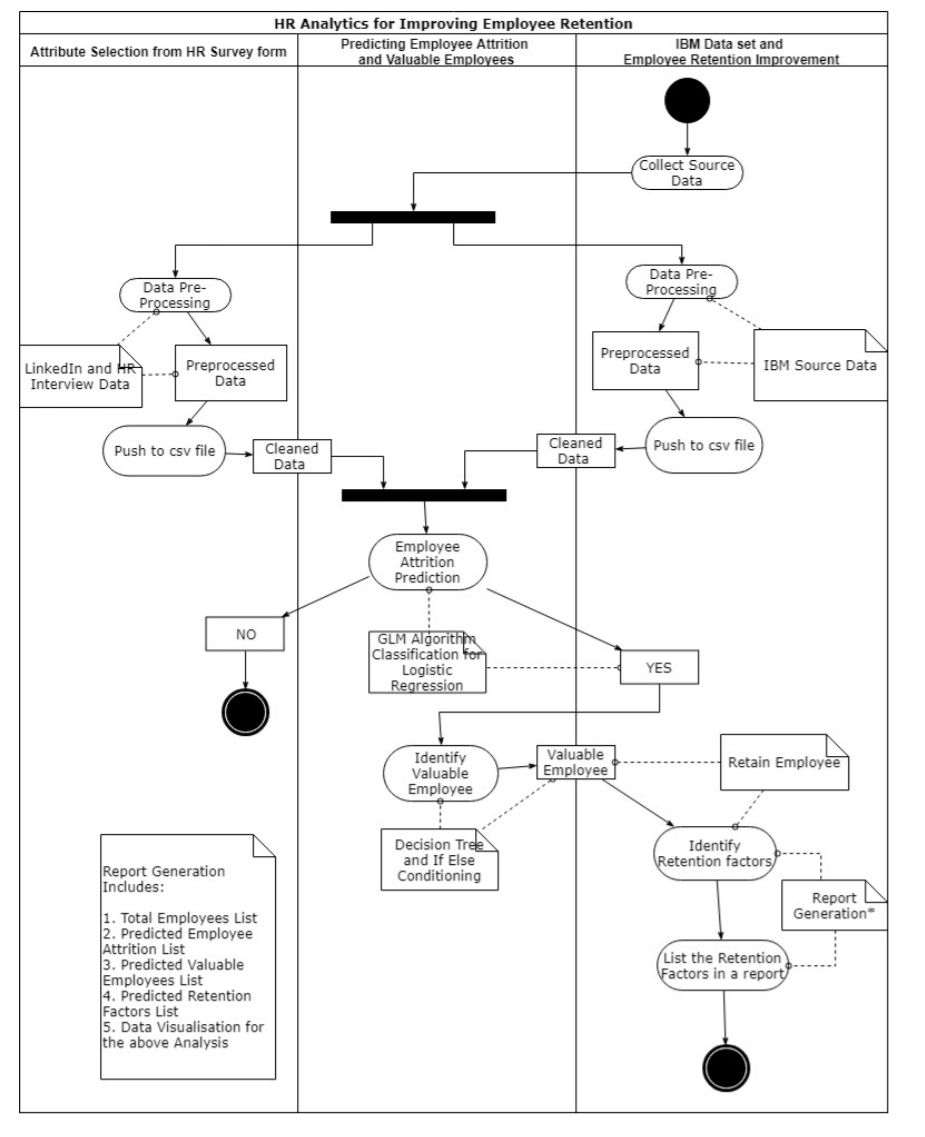 HR Analytics for Improving Employee Retention
Attribute Selection from HR Survey form
Predicting Employee Attrition
and Valuable Employees
IBM Data set and
Employee Retention Improvement
Collect Source
Data
Data Pre-
Processing
Data Pre-
Processing
LinkedIn and HR
Interview Data
Preprocessed
Data
Preprocessed
Data
IBM Source Data
Push to csv file
Cleaned
Data
Cleaned
Data
Push to csv file
Employee
Attrition
Prediction
NO
GLM Algorithm
Classification for
Logistic
Regression
YES
Identify
Valuable
Employee
Valuable
Employee
Retain Employee
Decision Tree
and If Else
Conditioning
Identify
Retention factors
Report
Generation*
List the Retention
Factors in a report
Report Generation
Includes:
1. Total Employees List
2. Predicted Employee
Attrition List
3. Predicted Valuable
Employees List
4. Predicted Retention
Factors List
5. Data Visualisation for
the above Analysis